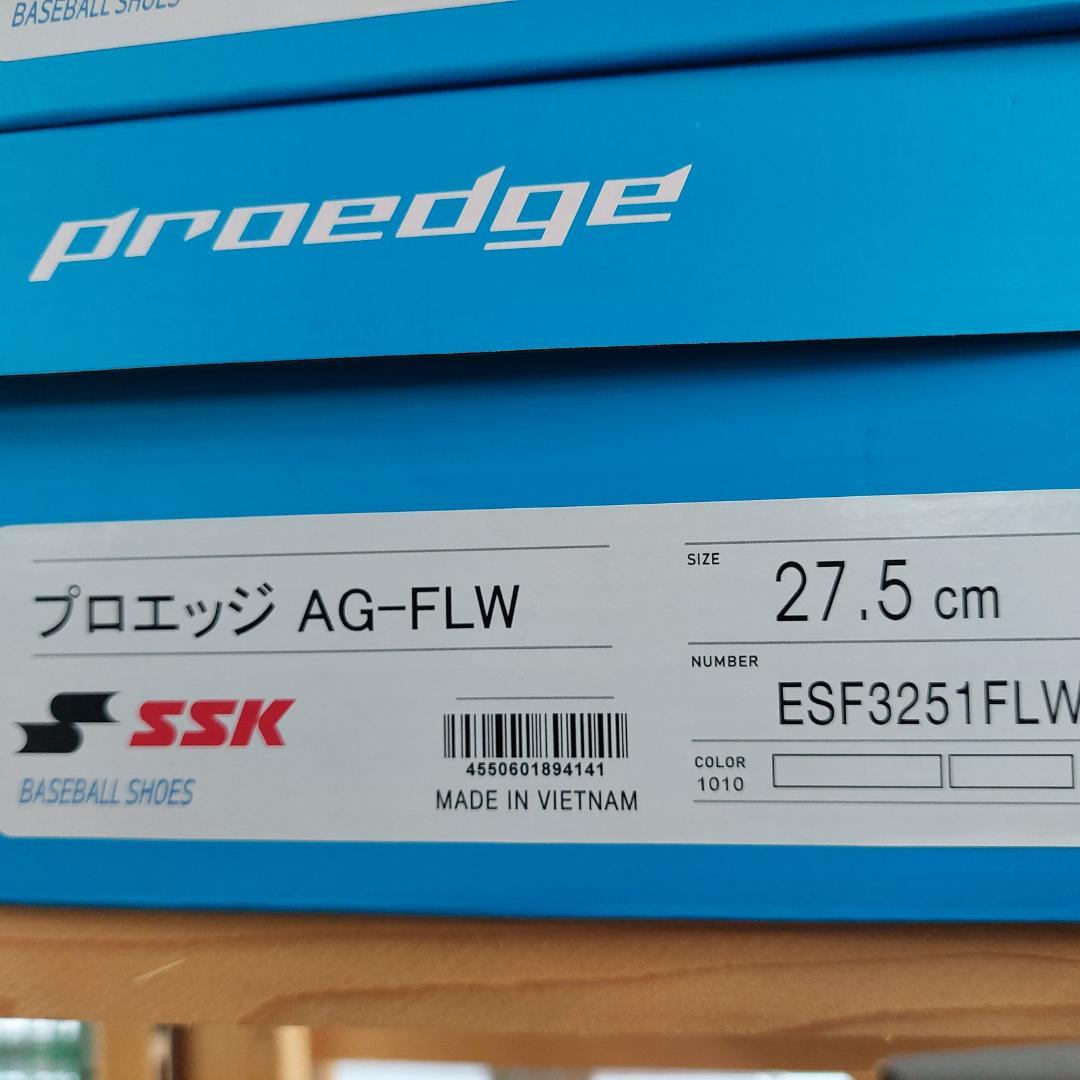 BASEBALL SHOES
proedge
プロエッジ AG-FLW
SSK
BASEBALL SHOES
4550601894141
MADE IN VIETNAM
SIZE
27.5 cm
NUMBER
ESF3251FLW
COLOR
1010